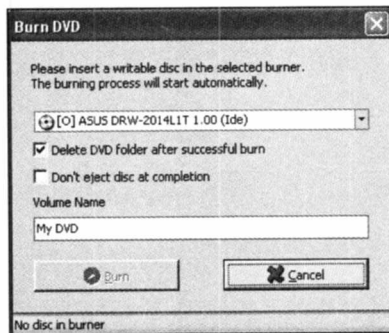 Burn DVD
Please insert a writable disc in the selected burner.
The burning process will start automatically.
[O] ASUS DRW-2014L1T 1.00 (Ide)
Delete DVD folder after successful burn
Don't eject disc at completion
Volume Name
My DVD
Burn
Cancel
No disc in burner